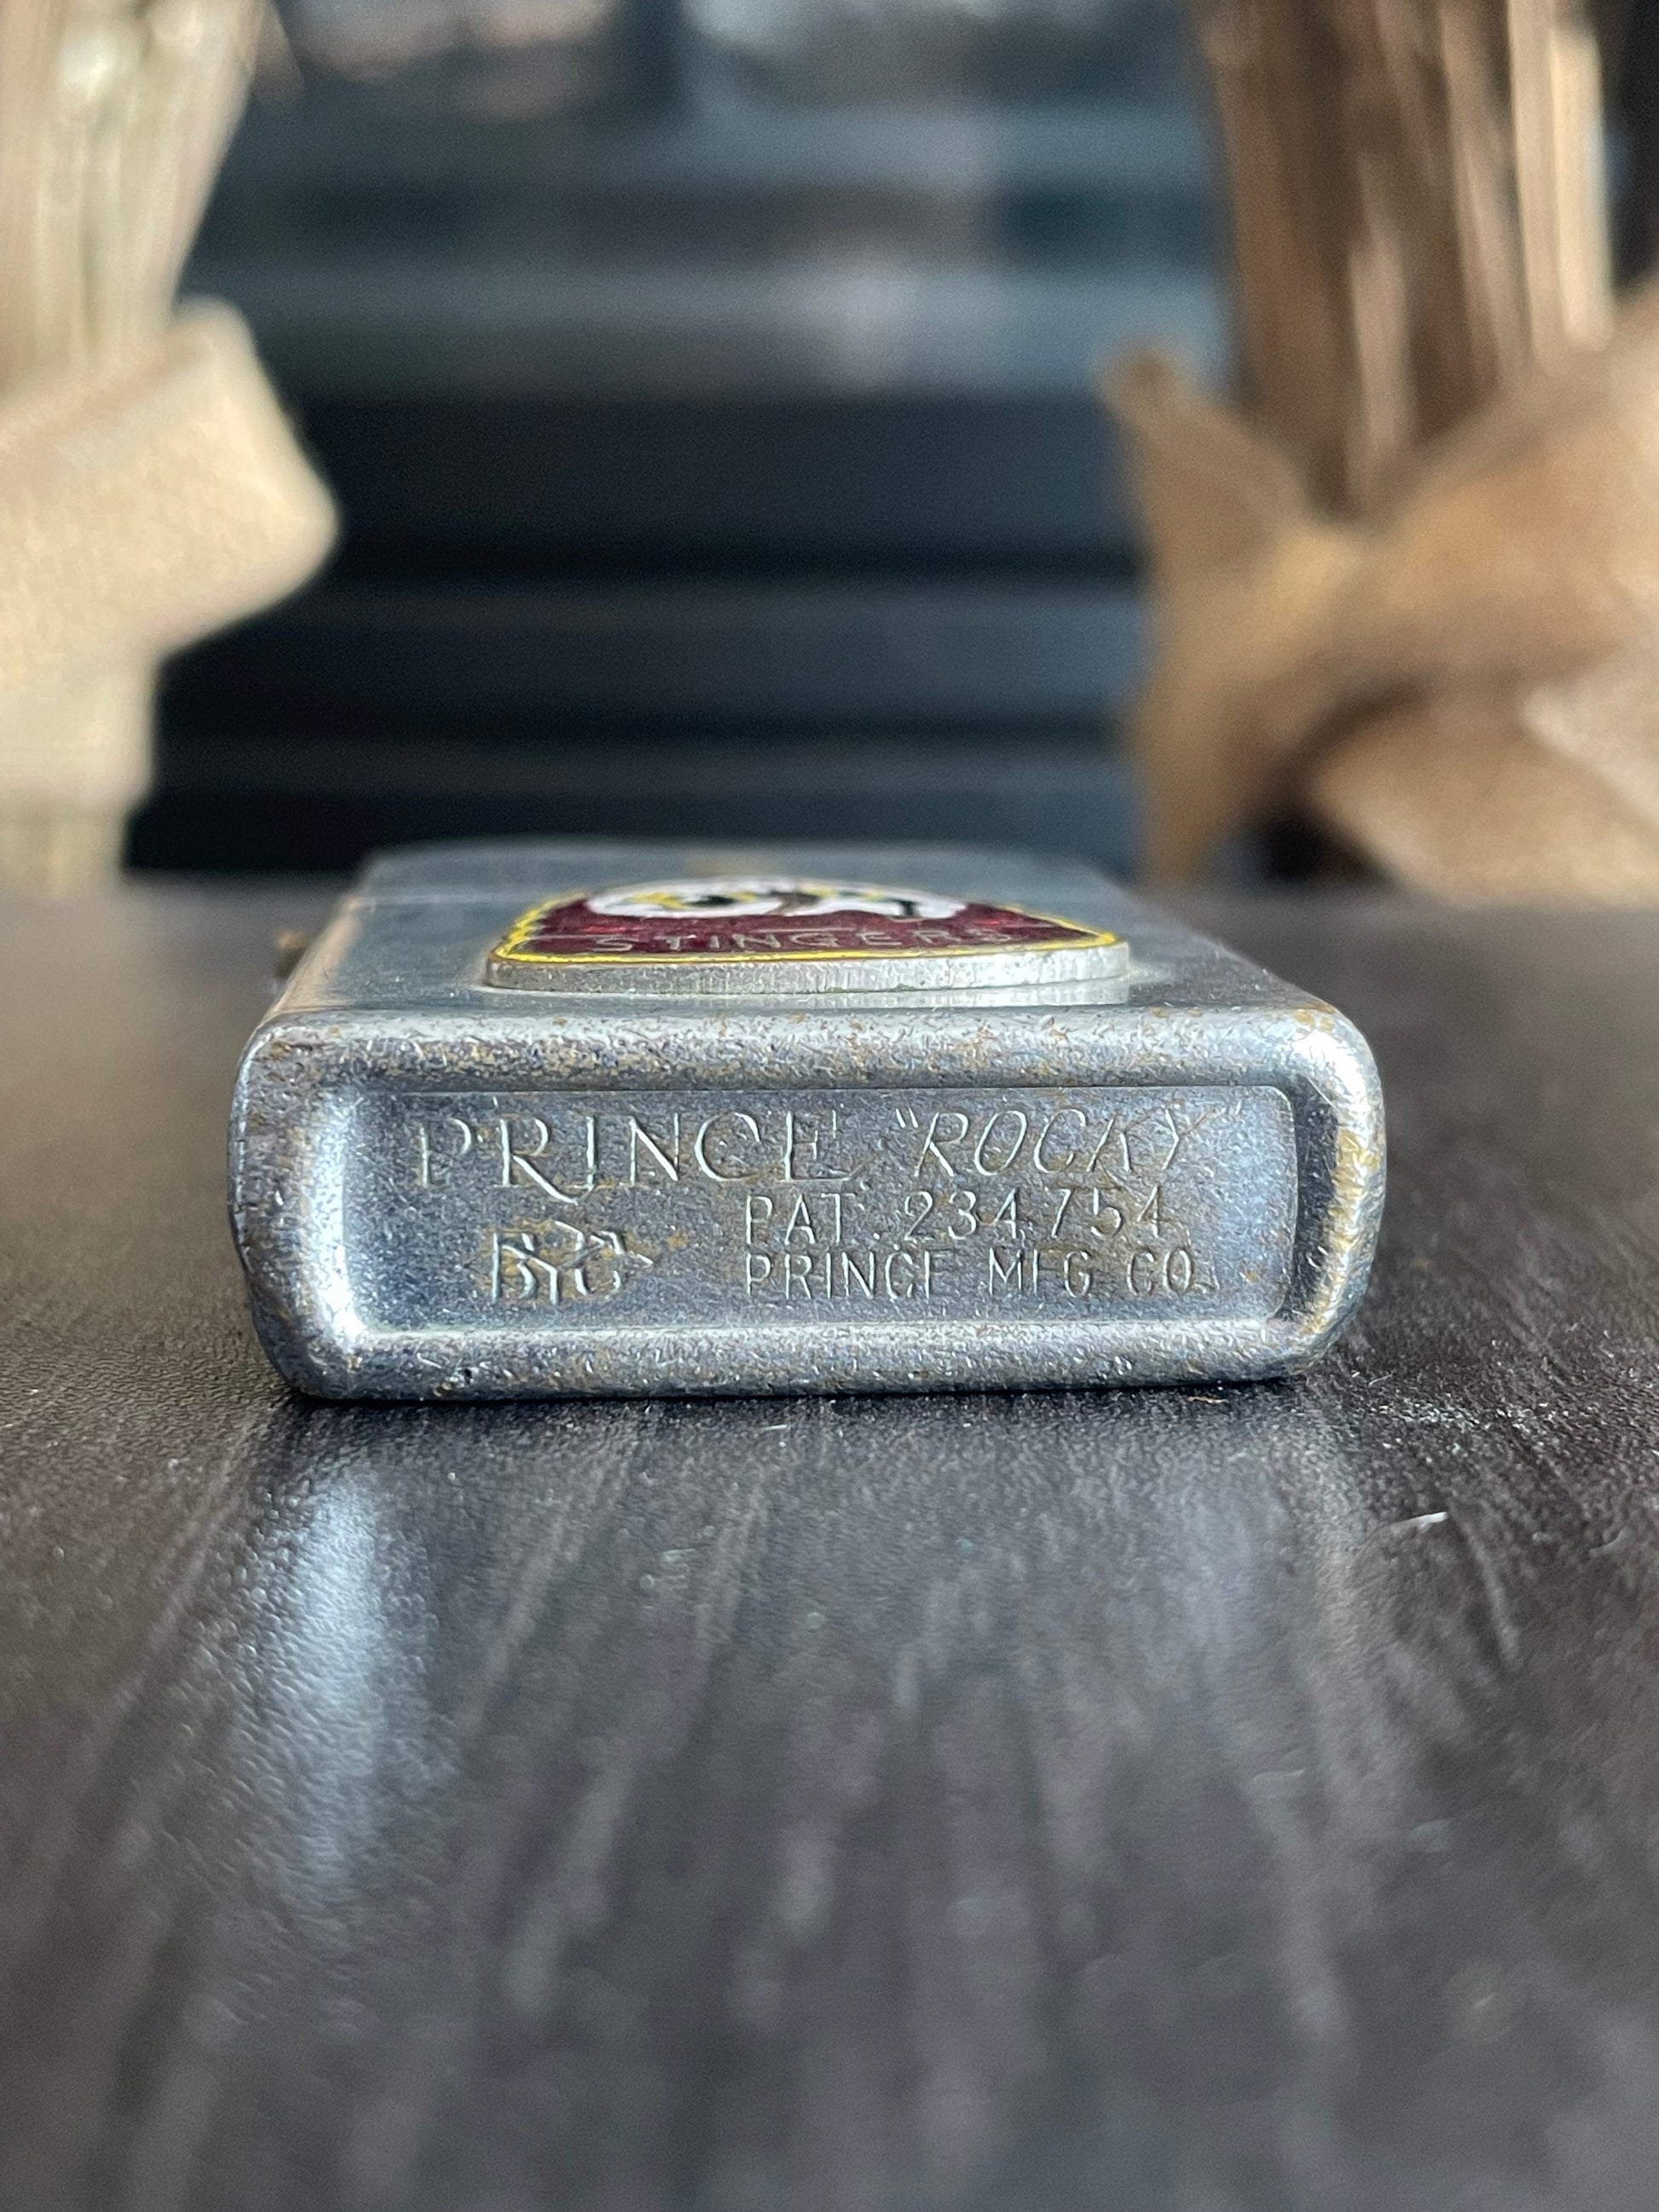 STINGERS
PRINCE "ROCKY"
PAT. 234754
PRINCE MFG. CO.